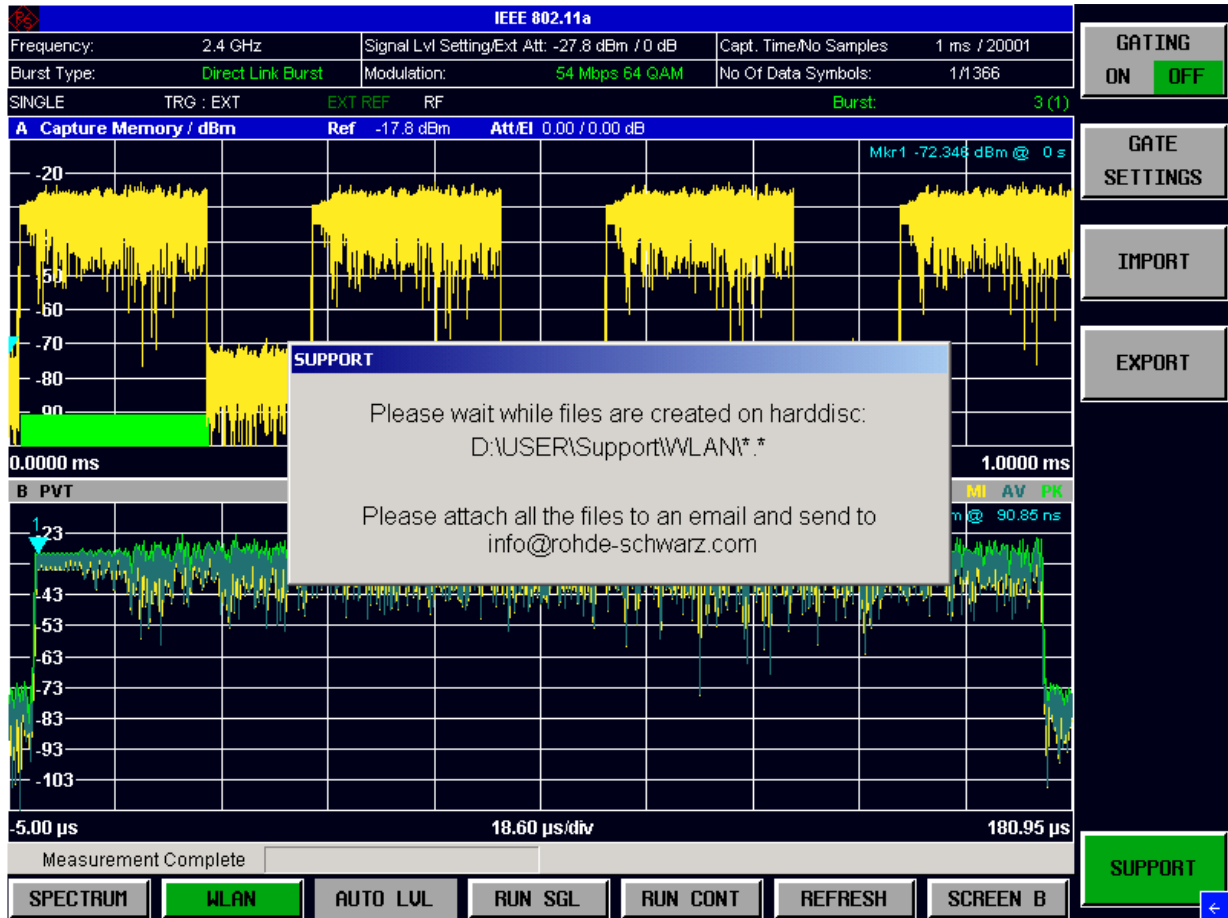 IEEE 802.11a
Frequency: 2.4 GHz Signal Lvl Setting/Ext Att: -27.8 dBm / 0 dB Capt. Time/No Samples 1 ms / 20001
Burst Type: Direct Link Burst Modulation: 54 Mbps 64 QAM No Of Data Symbols: 1/1366
SINGLE TRG : EXT EXT REF RF Burst: 3 (1)
A Capture Memory / dBm Ref -17.8 dBm Att/El 0.00 / 0.00 dB
Mkr1 -72.346 dBm @ 0 s
-20
-50
-60
-70
-80
-90
0.0000 ms 1.0000 ms
SUPPORT
Please wait while files are created on harddisc:
D:\USER\Support\WLAN\*.*
Please attach all the files to an email and send to
info@rohde-schwarz.com
B PVT MI AV PK
m @ 90.85 ns
1
-23
-43
-53
-63
-73
-83
-93
-103
-5.00 µs 18.60 µs/div 180.95 µs
Measurement Complete
SPECTRUM WLAN AUTO LVL RUN SGL RUN CONT REFRESH SCREEN B
GATING
ON OFF
GATE
SETTINGS
IMPORT
EXPORT
SUPPORT